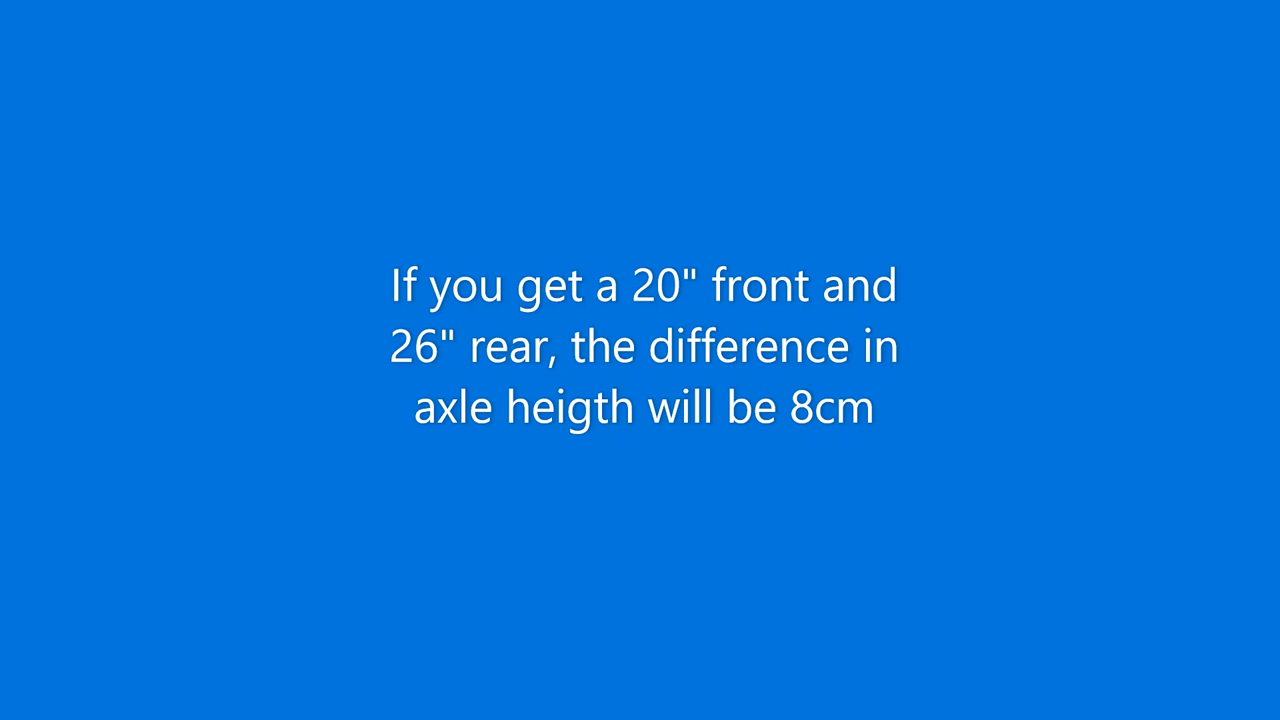 If you get a 20" front and
26" rear, the difference in
axle heigth will be 8cm